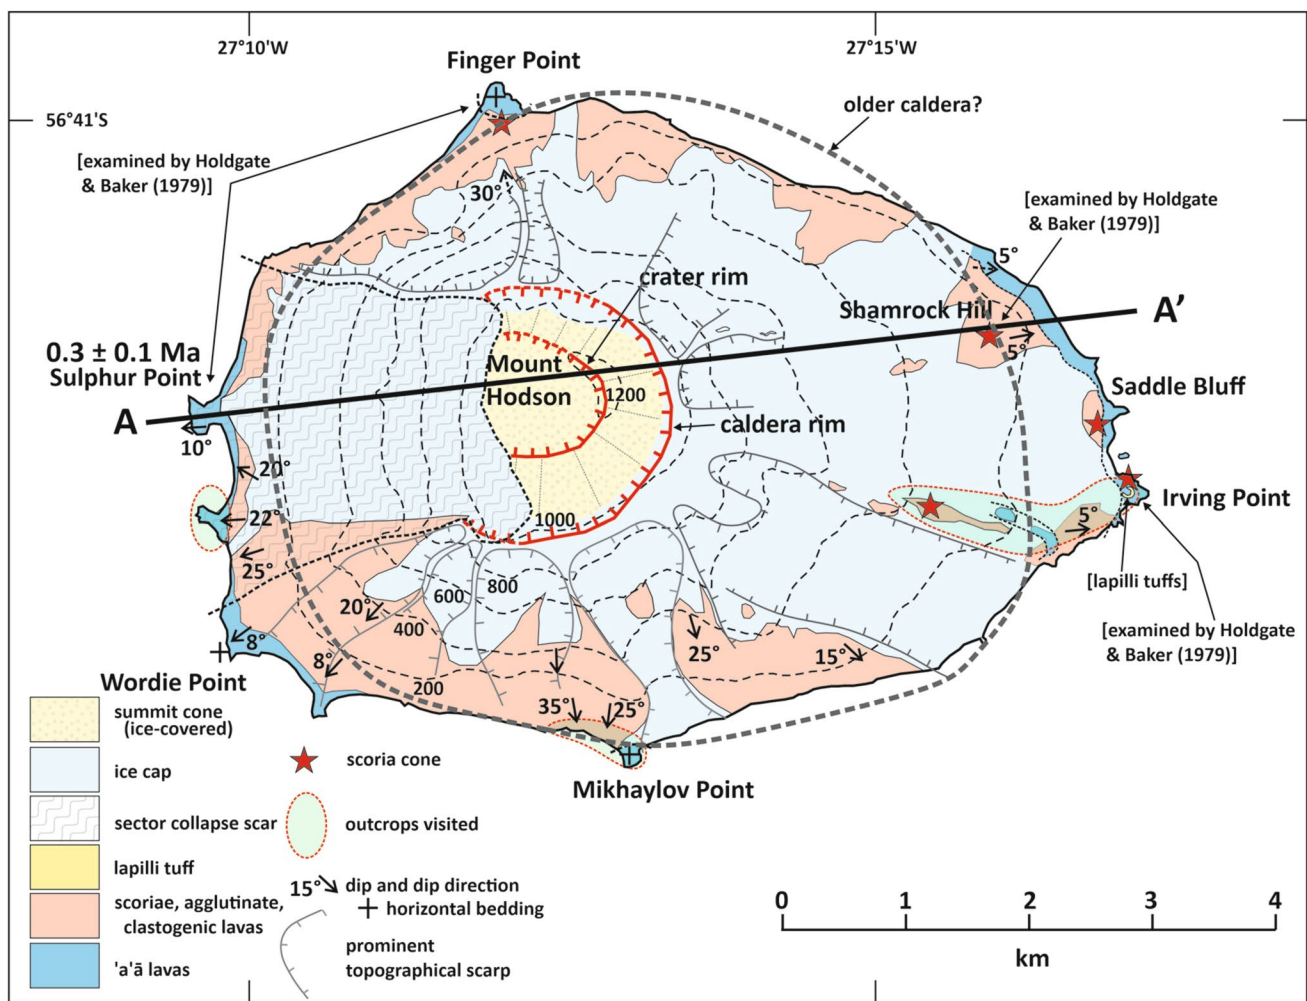 27°10'W
27°15'W
Finger Point
56°41'S
older caldera?
[examined by Holdgate
& Baker (1979)]
30°
[examined by Holdgate
& Baker (1979)]
5°
crater rim
Shamrock Hill
A'
5°
0.3 ± 0.1 Ma
Sulphur Point
Mount
Hodson
1200
Saddle Bluff
A
10°
caldera rim
20°
Irving Point
22°
1000
5°
25°
[lapilli tuffs]
800
600
20°
400
[examined by Holdgate
& Baker (1979)]
8°
8°
25°
15°
200
Wordie Point
35°
25°
Mikhaylov Point
summit cone
(ice-covered)
ice cap
sector collapse scar
lapilli tuff
scoriae, agglutinate,
clastogenic lavas
'a'ā lavas
scoria cone
outcrops visited
15° dip and dip direction
horizontal bedding
prominent
topographical scarp
0 1 2 3 4
km